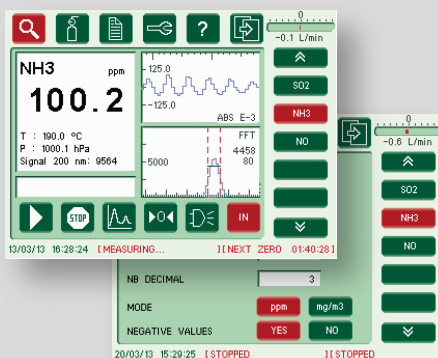 ?
0
-0.1 L/min
NH3 ppm
100.2
T : 190.0 ºC
P : 1000.1 hPa
Signal 200 nm: 9564
125.0
-125.0
ABS E-3
FFT
4458
80
5000
SO2
NH3
NO
STOP
0
IN
13/03/13 16:28:24 [MEASURING... ][NEXT ZERO 01:40:28]
0
-0.6 L/min
SO2
NH3
NO
NB DECIMAL 3
MODE ppm mg/m3
NEGATIVE VALUES YES NO
20/03/13 15:29:25 [STOPPED ][STOPPED